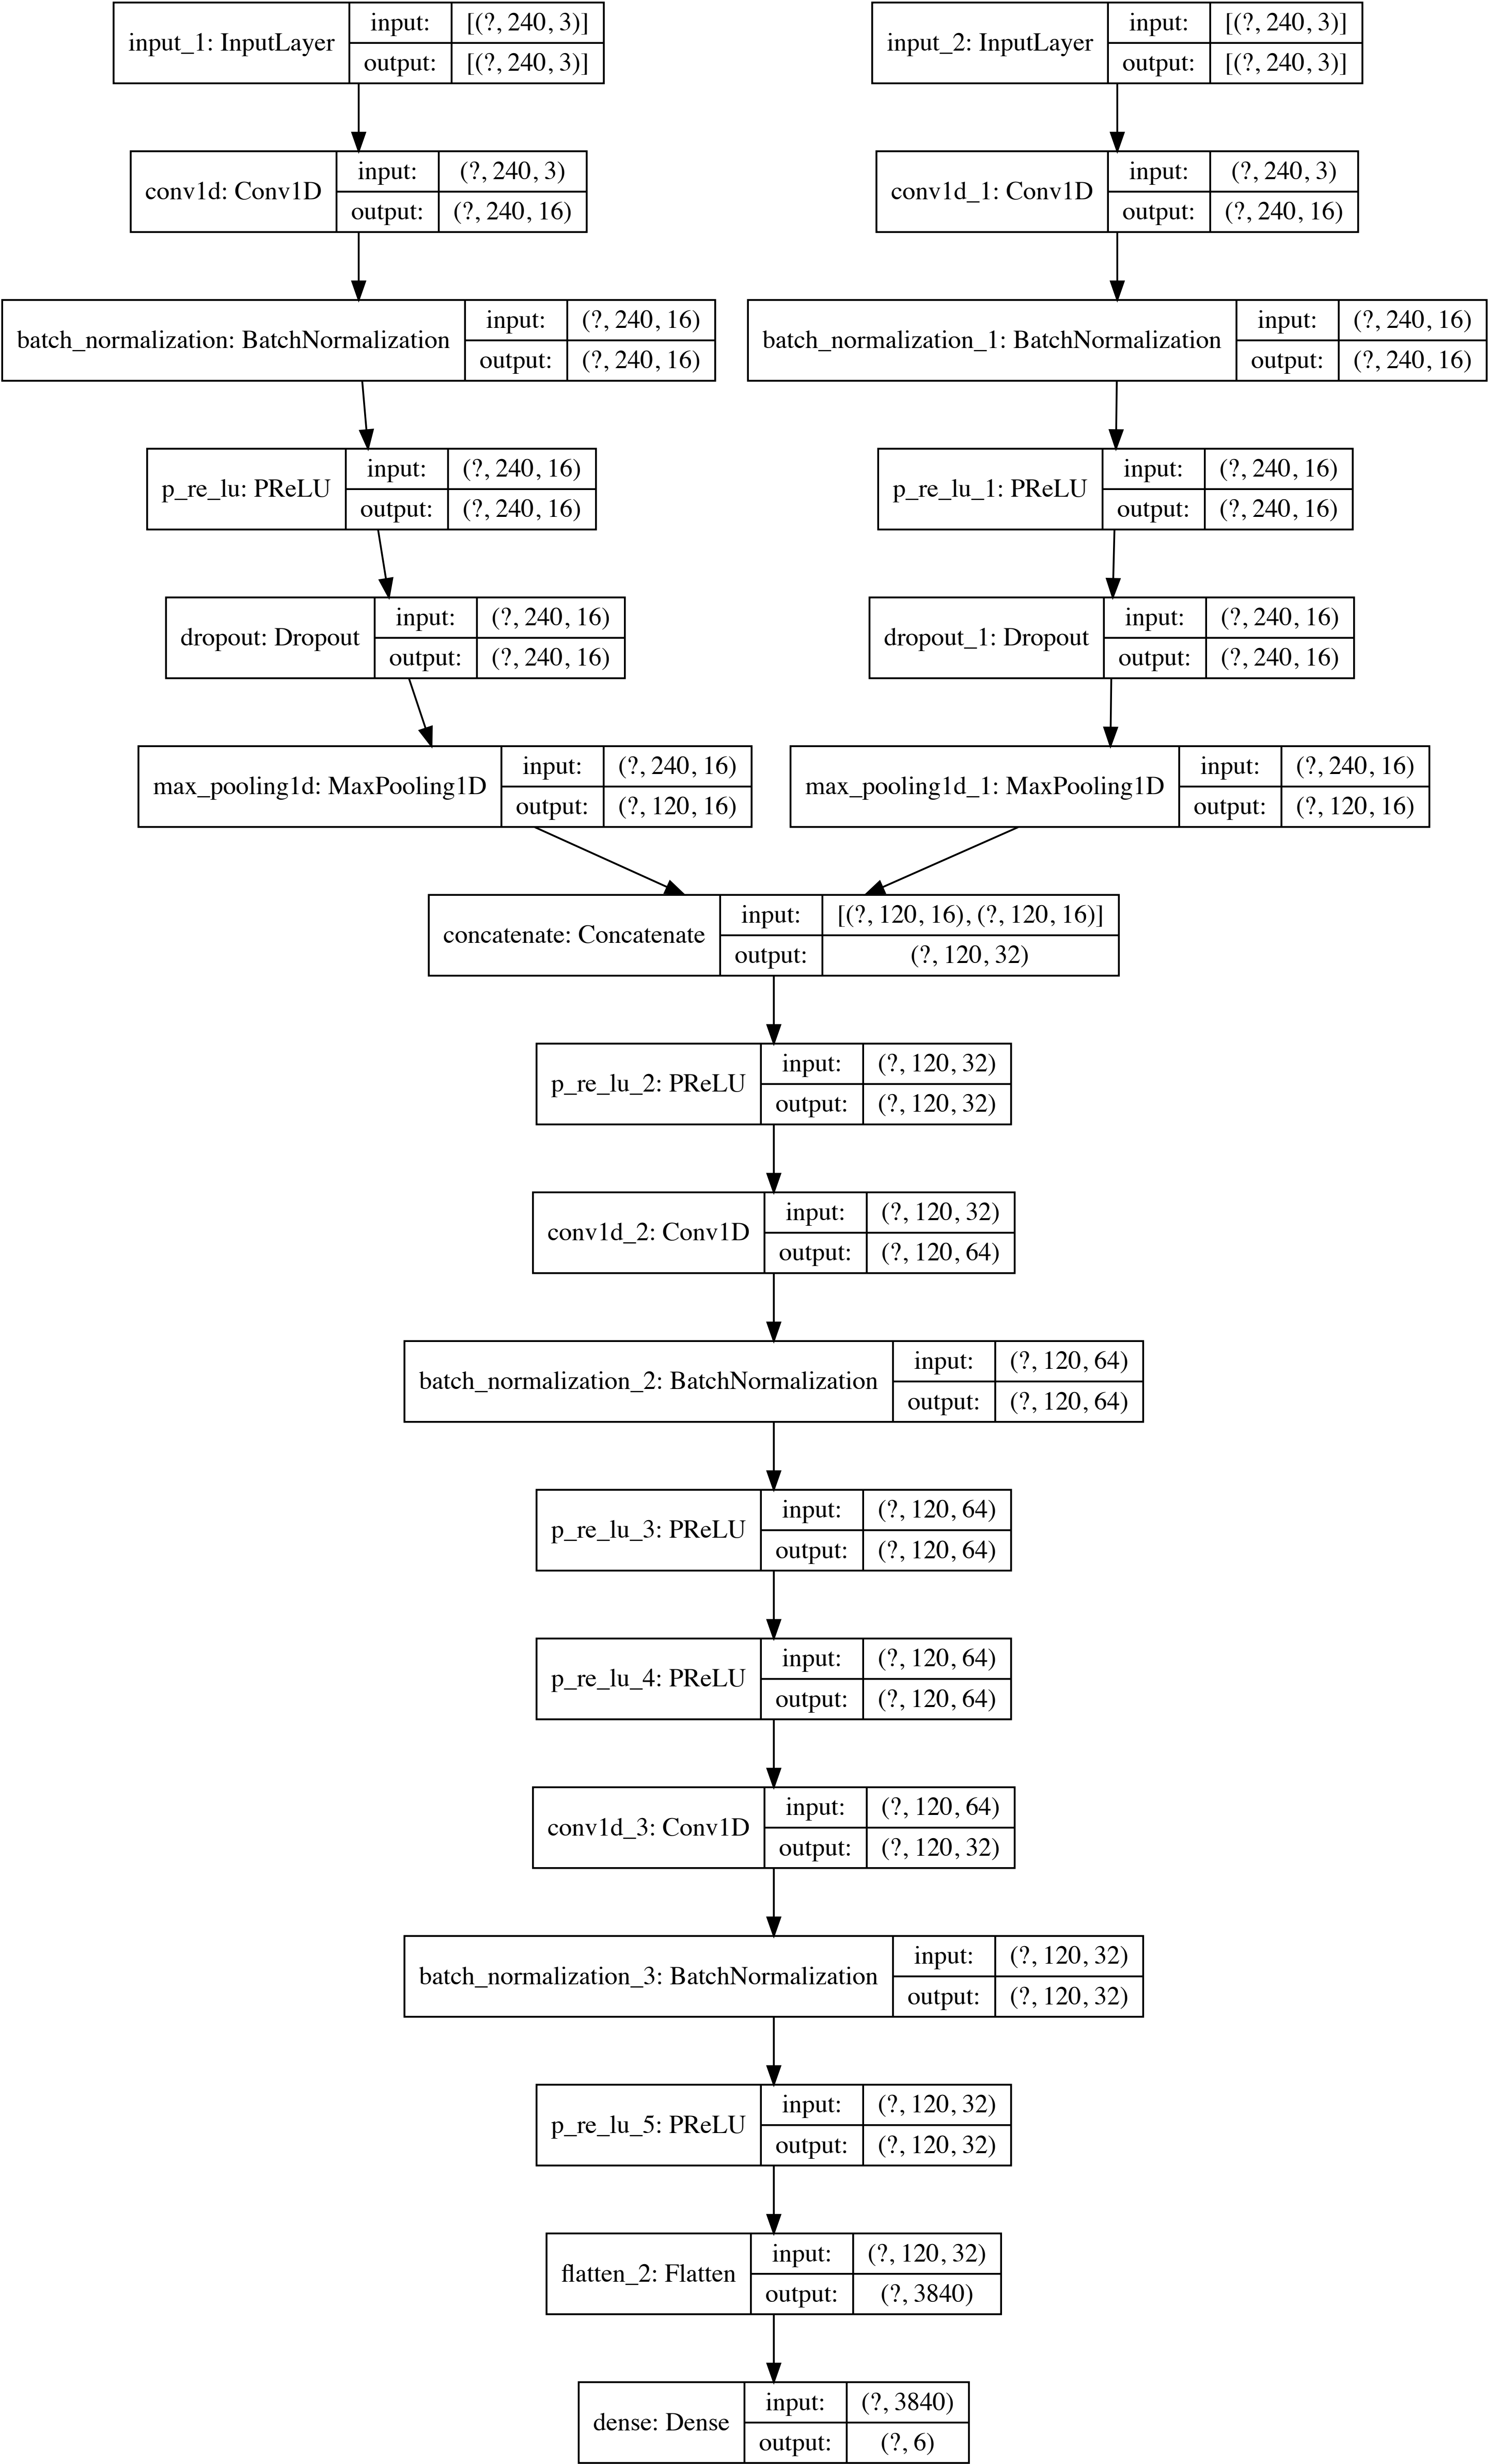 input_1: InputLayer
input:
[(?, 240, 3)]
output:
[(?, 240, 3)]
input_2: InputLayer
input:
[(?, 240, 3)]
output:
[(?, 240, 3)]
conv1d: Conv1D
input:
(?, 240, 3)
output:
(?, 240, 16)
conv1d_1: Conv1D
input:
(?, 240, 3)
output:
(?, 240, 16)
batch_normalization: BatchNormalization
input:
(?, 240, 16)
output:
(?, 240, 16)
batch_normalization_1: BatchNormalization
input:
(?, 240, 16)
output:
(?, 240, 16)
p_re_lu: PReLU
input:
(?, 240, 16)
output:
(?, 240, 16)
p_re_lu_1: PReLU
input:
(?, 240, 16)
output:
(?, 240, 16)
dropout: Dropout
input:
(?, 240, 16)
output:
(?, 240, 16)
dropout_1: Dropout
input:
(?, 240, 16)
output:
(?, 240, 16)
max_pooling1d: MaxPooling1D
input:
(?, 240, 16)
output:
(?, 120, 16)
max_pooling1d_1: MaxPooling1D
input:
(?, 240, 16)
output:
(?, 120, 16)
concatenate: Concatenate
input:
[(?, 120, 16), (?, 120, 16)]
output:
(?, 120, 32)
p_re_lu_2: PReLU
input:
(?, 120, 32)
output:
(?, 120, 32)
conv1d_2: Conv1D
input:
(?, 120, 32)
output:
(?, 120, 64)
batch_normalization_2: BatchNormalization
input:
(?, 120, 64)
output:
(?, 120, 64)
p_re_lu_3: PReLU
input:
(?, 120, 64)
output:
(?, 120, 64)
p_re_lu_4: PReLU
input:
(?, 120, 64)
output:
(?, 120, 64)
conv1d_3: Conv1D
input:
(?, 120, 64)
output:
(?, 120, 32)
batch_normalization_3: BatchNormalization
input:
(?, 120, 32)
output:
(?, 120, 32)
p_re_lu_5: PReLU
input:
(?, 120, 32)
output:
(?, 120, 32)
flatten_2: Flatten
input:
(?, 120, 32)
output:
(?, 3840)
dense: Dense
input:
(?, 3840)
output:
(?, 6)